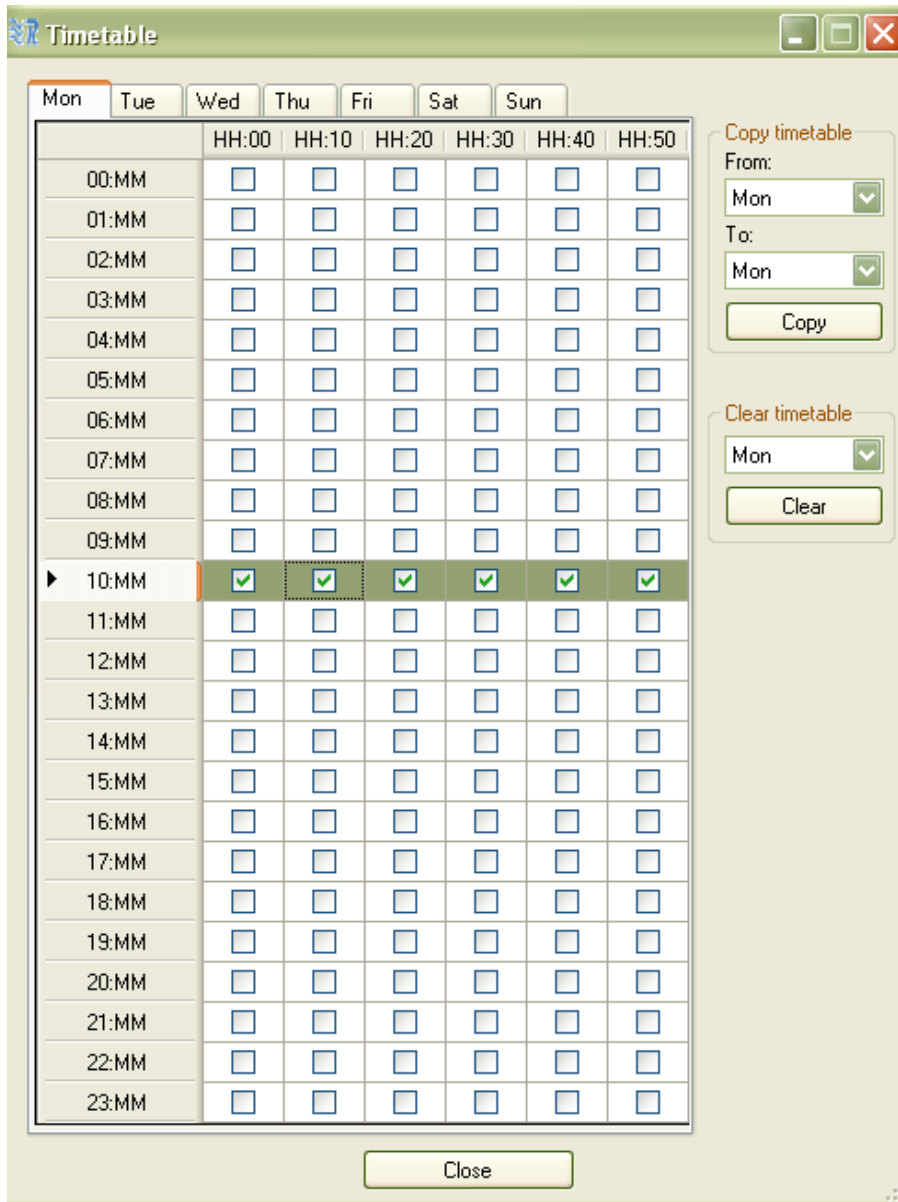 Timetable
Mon Tue Wed Thu Fri Sat Sun
HH:00 HH:10 HH:20 HH:30 HH:40 HH:50
00:MM
01:MM
02:MM
03:MM
04:MM
05:MM
06:MM
07:MM
08:MM
09:MM
10:MM
11:MM
12:MM
13:MM
14:MM
15:MM
16:MM
17:MM
18:MM
19:MM
20:MM
21:MM
22:MM
23:MM
Copy timetable
From:
Mon
To:
Mon
Copy
Clear timetable
Mon
Clear
Close